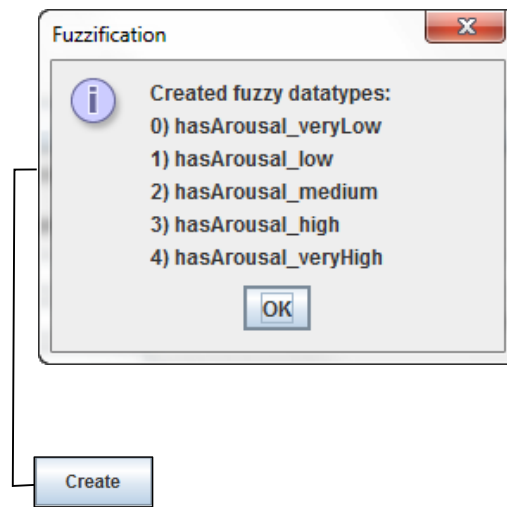 Fuzzification
Created fuzzy datatypes:
0) hasArousal_veryLow
1) hasArousal_low
2) hasArousal_medium
3) hasArousal_high
4) hasArousal_veryHigh
OK
Create